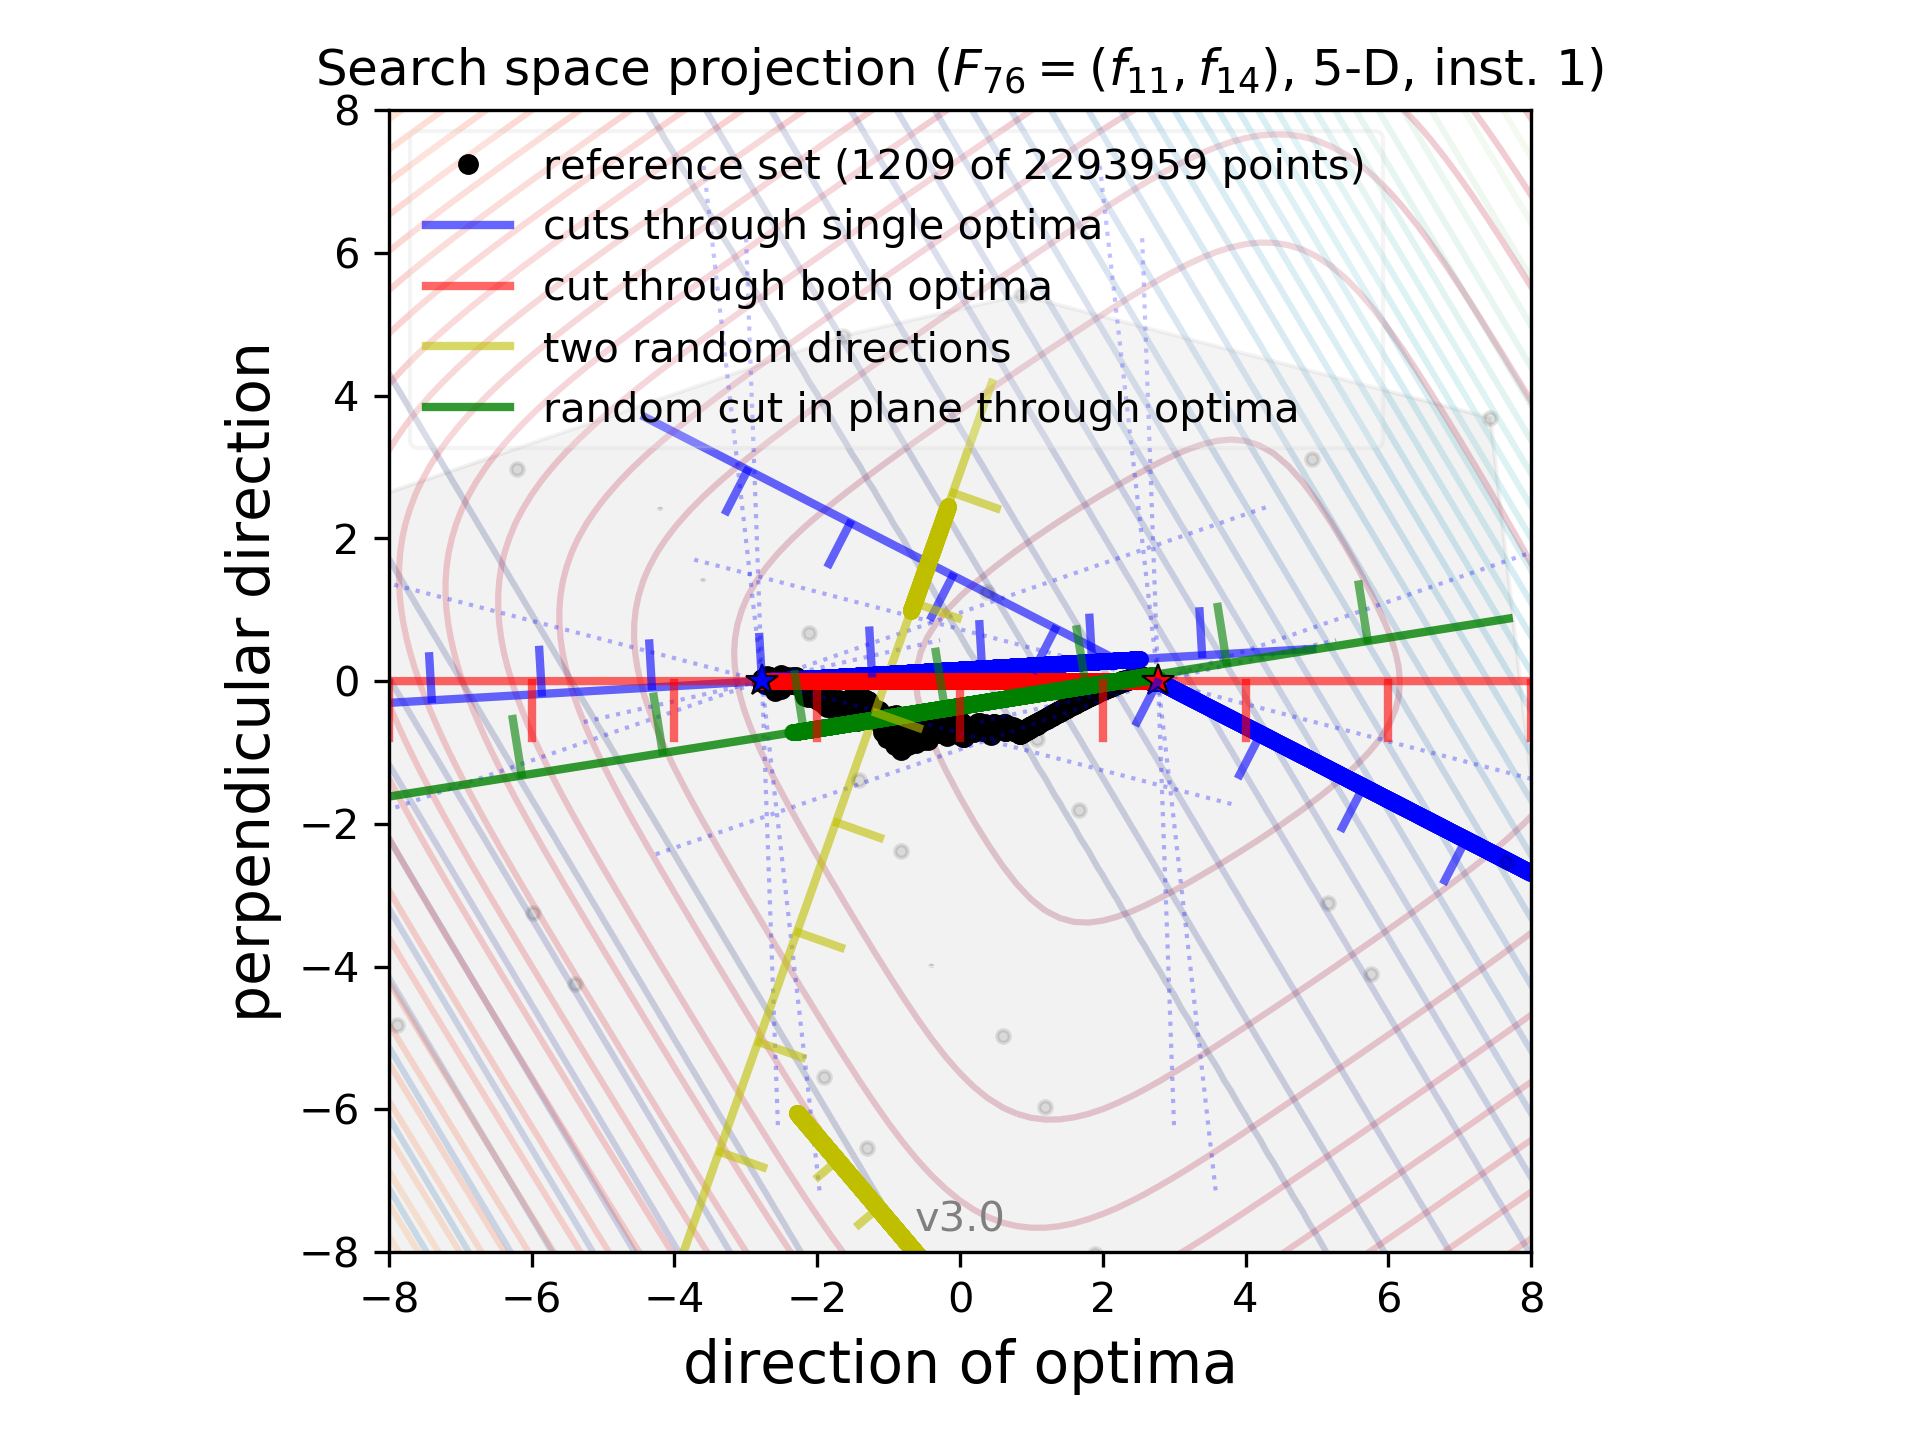 Search space projection (F₇₆ = (f₁₁, f₁₄), 5-D, inst. 1)
8
6
4
2
0
−2
−4
−6
−8
perpendicular direction
reference set (1209 of 2293959 points)
cuts through single optima
cut through both optima
two random directions
random cut in plane through optima
v3.0
−8 −6 −4 −2 0 2 4 6 8
direction of optima